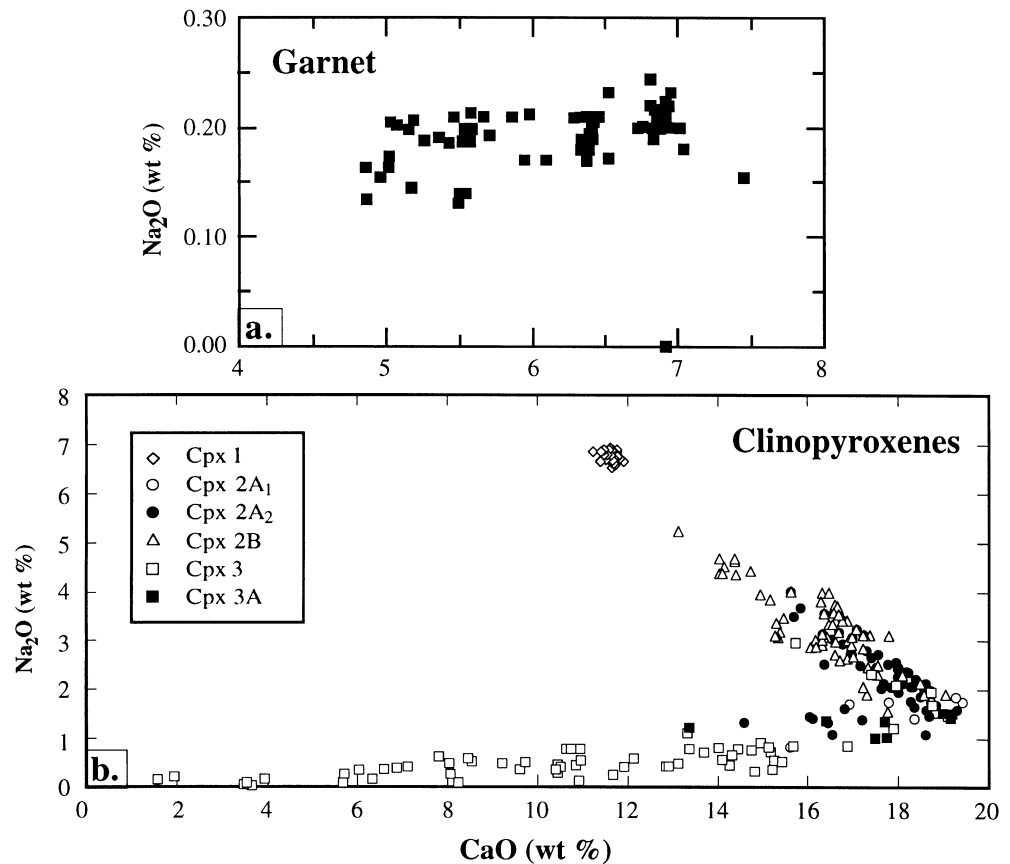 Garnet
Na₂O (wt %)
0.30
0.20
0.10
0.00
a.
4 5 6 7 8
Clinopyroxenes
Na₂O (wt %)
8
7
6
5
4
3
2
1
0
Cpx 1
Cpx 2A₁
Cpx 2A₂
Cpx 2B
Cpx 3
Cpx 3A
b.
0 2 4 6 8 10 12 14 16 18 20
CaO (wt %)